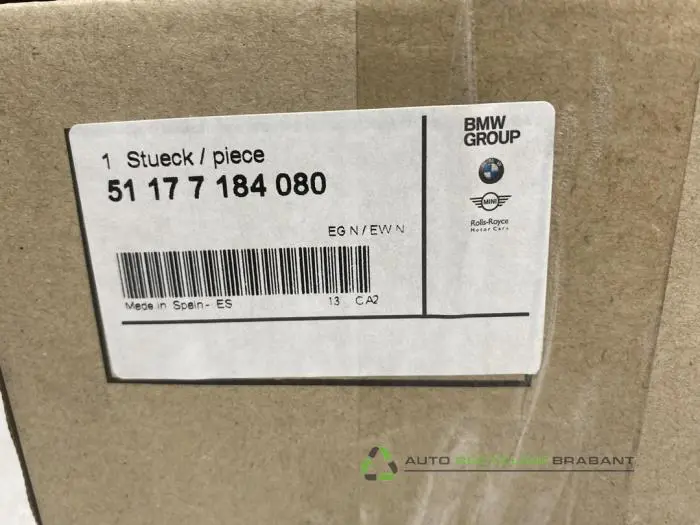 1 Stueck / piece
51 17 7 184 080
EG N / EW N
Made in Spain - ES 13 CA2
BMW
GROUP
MINI
Rolls-Royce
Motor Cars
AUTO RECYCLING BRABANT